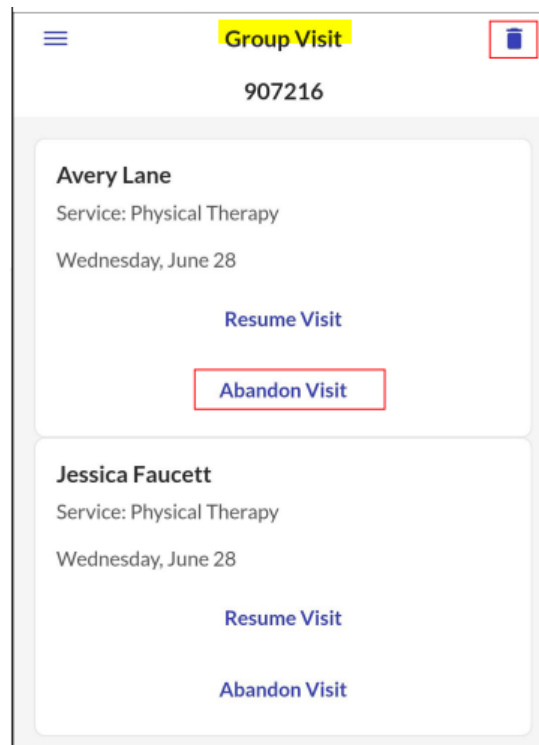 Group Visit
907216
Avery Lane
Service: Physical Therapy
Wednesday, June 28
Resume Visit
Abandon Visit
Jessica Faucett
Service: Physical Therapy
Wednesday, June 28
Resume Visit
Abandon Visit